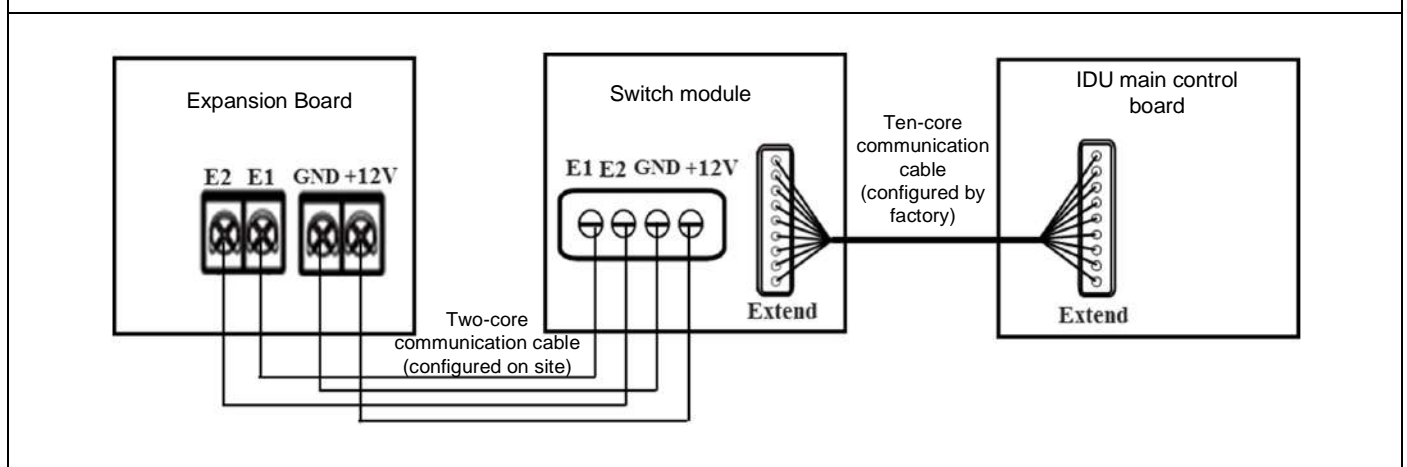 Expansion Board
E2 E1 GND +12V
Two-core
communication cable
(configured on site)
Switch module
E1 E2 GND +12V
Extend
Ten-core
communication
cable
(configured by
factory)
IDU main control
board
Extend